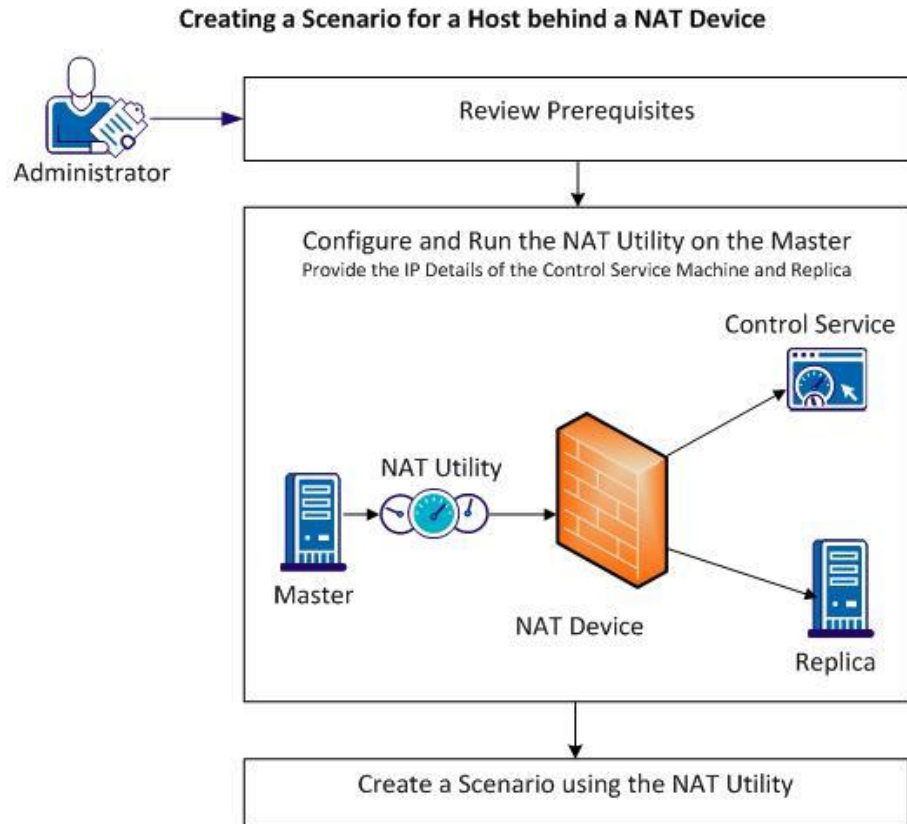 Creating a Scenario for a Host behind a NAT Device
Administrator
Review Prerequisites
Configure and Run the NAT Utility on the Master
Provide the IP Details of the Control Service Machine and Replica
Control Service
NAT Utility
Master
NAT Device
Replica
Create a Scenario using the NAT Utility